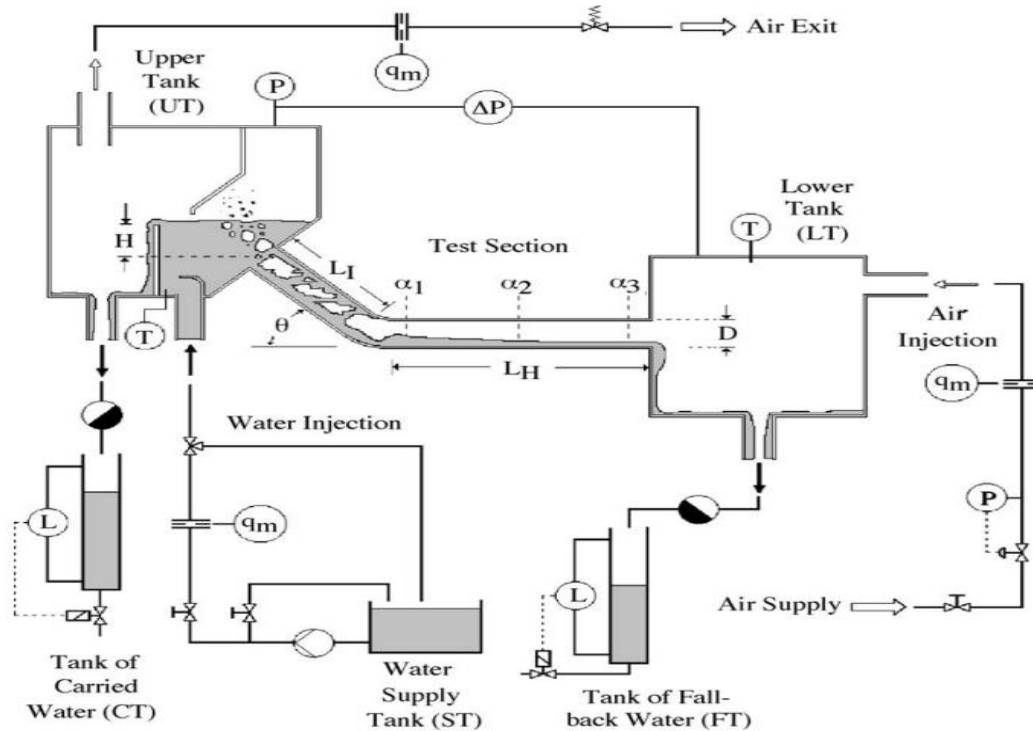 Air Exit
Upper
Tank
(UT)
qm
P
ΔP
Lower
Tank
(LT)
T
H
Test Section
LI
α1
α2
α3
θ
D
Air
Injection
T
LH
qm
Water Injection
L
qm
P
L
Air Supply
Tank of
Carried
Water (CT)
Water
Supply
Tank (ST)
Tank of Fall-
back Water (FT)